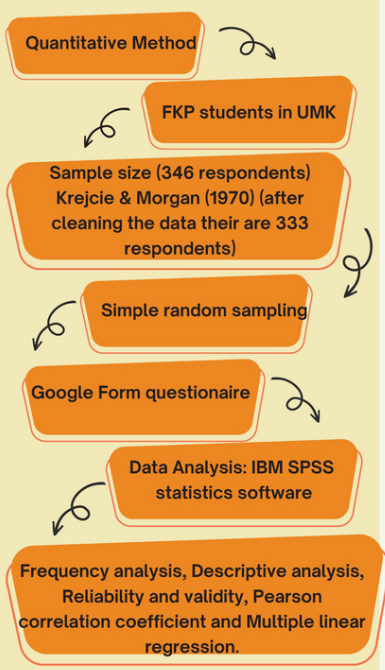 Quantitative Method
FKP students in UMK
Sample size (346 respondents)
Krejcie & Morgan (1970) (after
cleaning the data their are 333
respondents)
Simple random sampling
Google Form questionaire
Data Analysis: IBM SPSS
statistics software
Frequency analysis, Descriptive analysis,
Reliability and validity, Pearson
correlation coefficient and Multiple linear
regression.